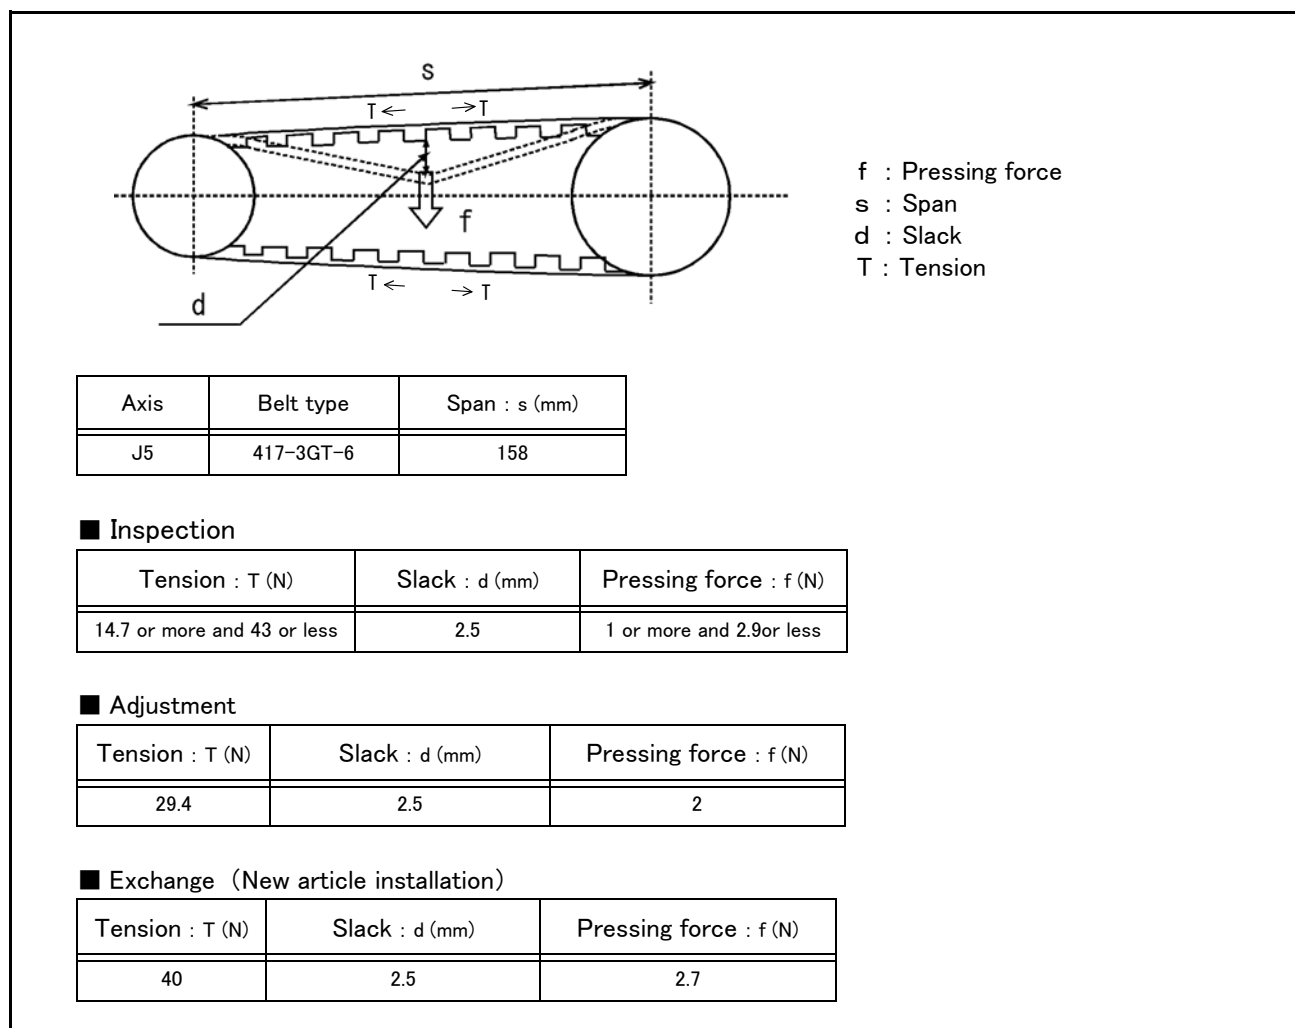 s
T ← → T
f
T ← → T
d
f : Pressing force
s : Span
d : Slack
T : Tension
Axis Belt type Span : s (mm)
J5 417-3GT-6 158
■ Inspection
Tension : T (N) Slack : d (mm) Pressing force : f (N)
14.7 or more and 43 or less 2.5 1 or more and 2.9or less
■ Adjustment
Tension : T (N) Slack : d (mm) Pressing force : f (N)
29.4 2.5 2
■ Exchange (New article installation)
Tension : T (N) Slack : d (mm) Pressing force : f (N)
40 2.5 2.7